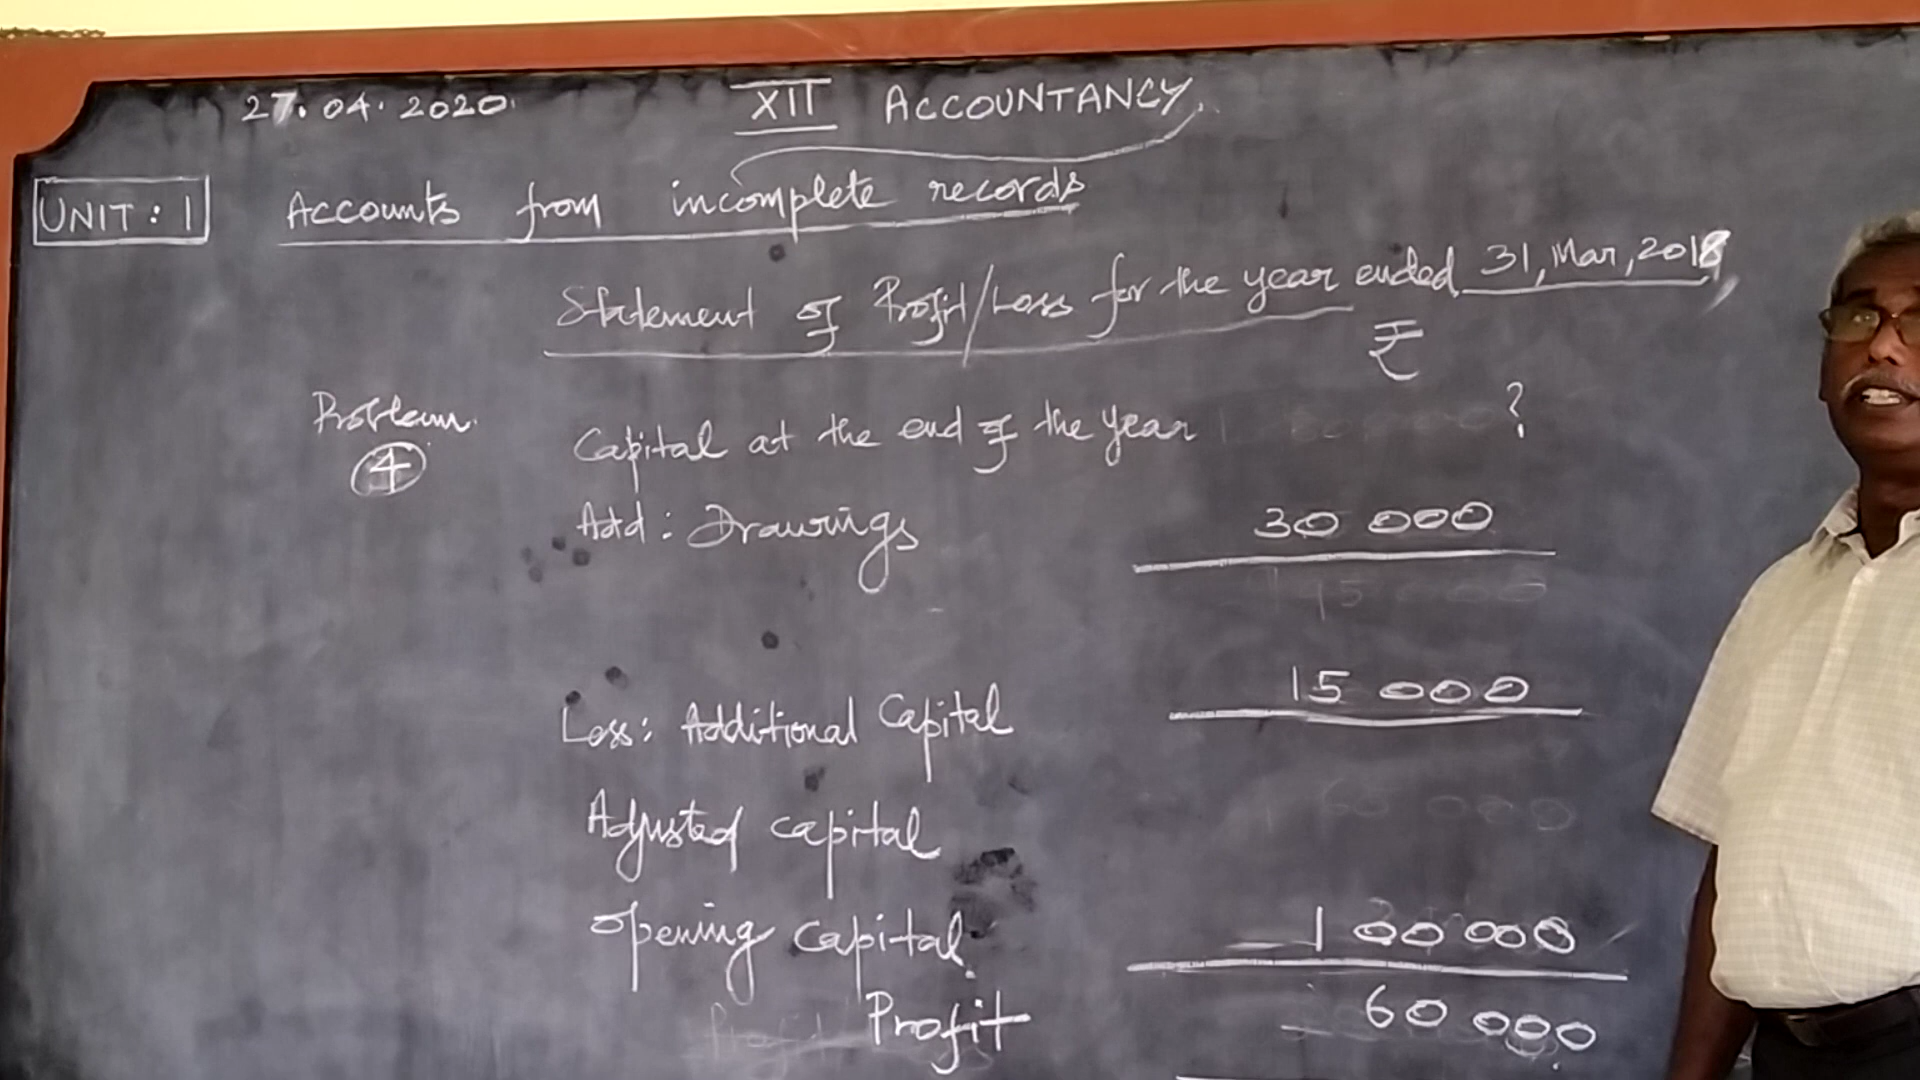 27.04.2020
XII ACCOUNTANCY
UNIT: 1 Accounts from incomplete records
Statement of Profit/Loss for the year ended 31, Mar, 2018
₹
Problem
4
Capital at the end of the year ?
Add: Drawings 30 000
Less: Additional Capital 15 000
Adjusted capital
Opening capital 1 00 000
Profit 60 000